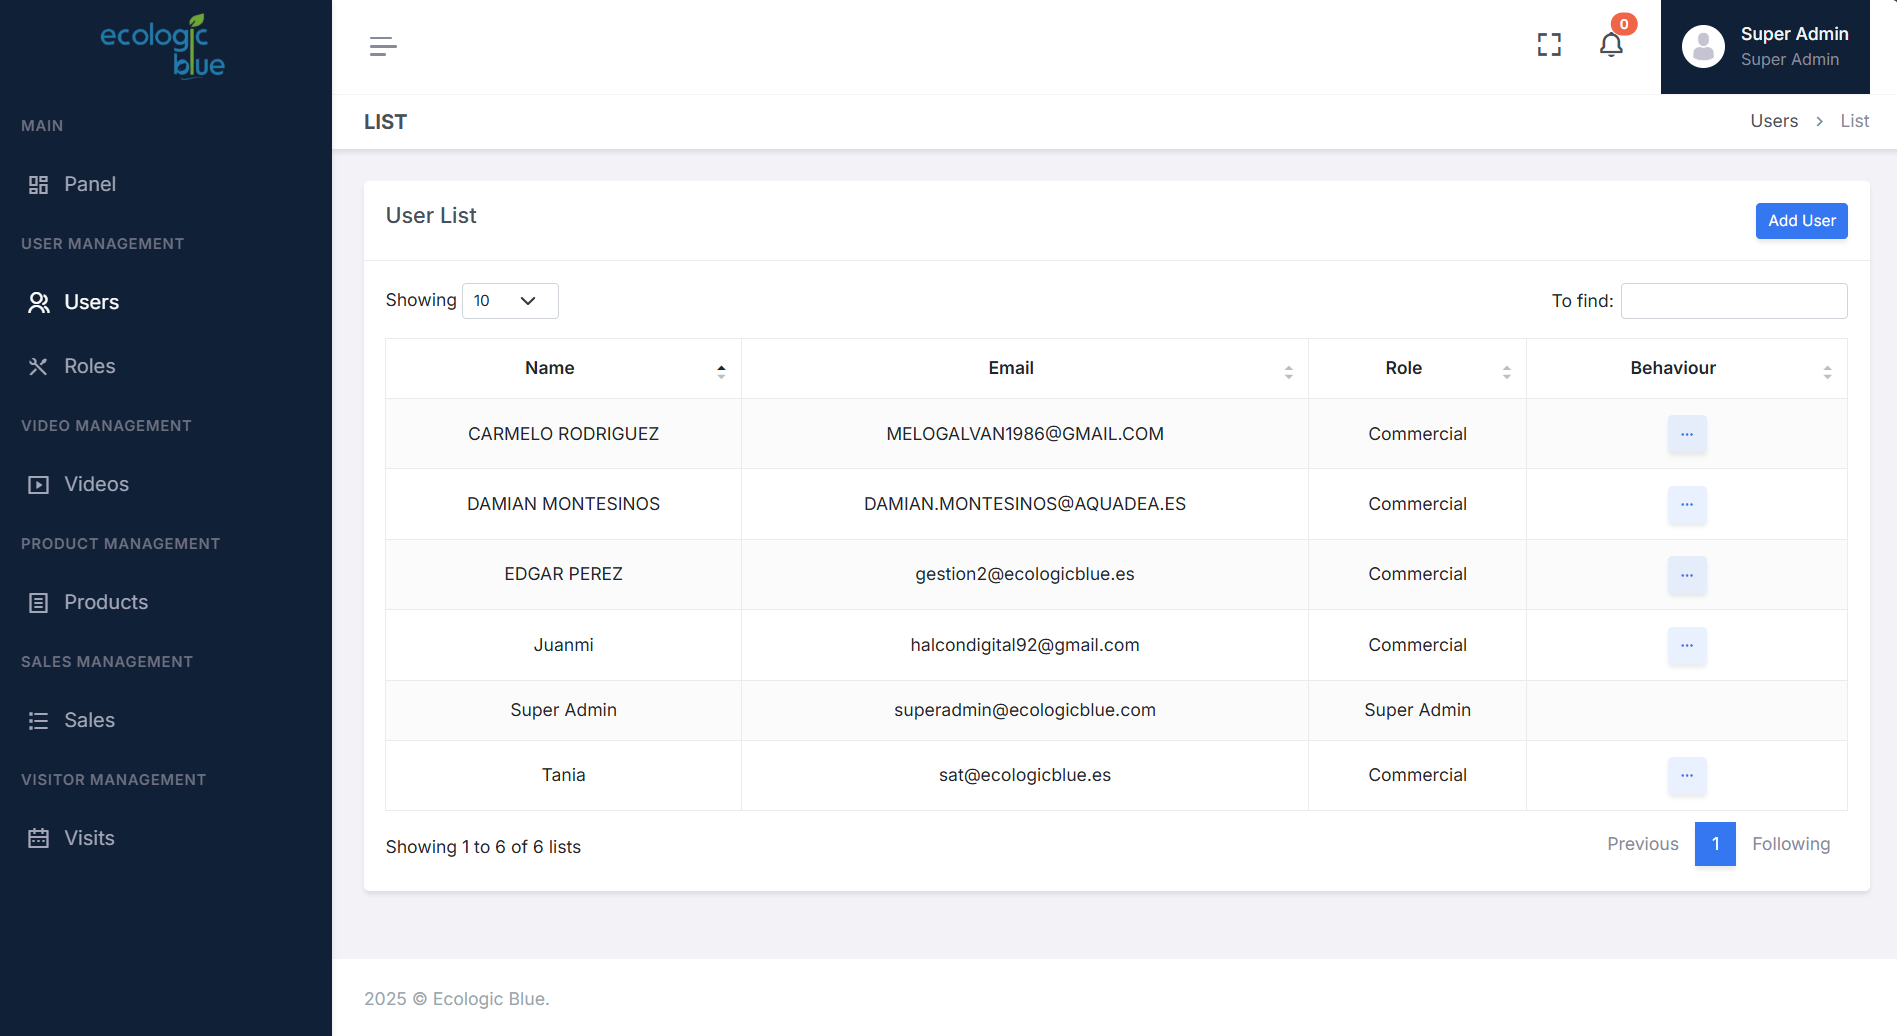 ecologic
blue
0
Super Admin
Super Admin
MAIN
LIST
Users > List
Panel
User List
Add User
USER MANAGEMENT
Users
Showing 10
To find:
Roles
Name Email Role Behaviour
VIDEO MANAGEMENT
CARMELO RODRIGUEZ MELOGALVAN1986@GMAIL.COM Commercial ...
Videos
DAMIAN MONTESINOS DAMIAN.MONTESINOS@AQUADEA.ES Commercial ...
PRODUCT MANAGEMENT
EDGAR PEREZ gestion2@ecologicblue.es Commercial ...
Products
Juanmi halcondigital92@gmail.com Commercial ...
SALES MANAGEMENT
Super Admin superadmin@ecologicblue.com Super Admin
Sales
Tania sat@ecologicblue.es Commercial ...
VISITOR MANAGEMENT
Visits
Showing 1 to 6 of 6 lists
Previous 1 Following
2025 © Ecologic Blue.